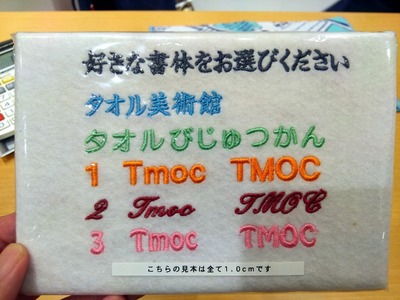 好きな書体をお選びください
タオル美術館
タオルびじゅつかん
1 Tmoc TMOC
2 Tmoc TMOC
3 Tmoc TMOC
こちらの見本は全て1.0cmです